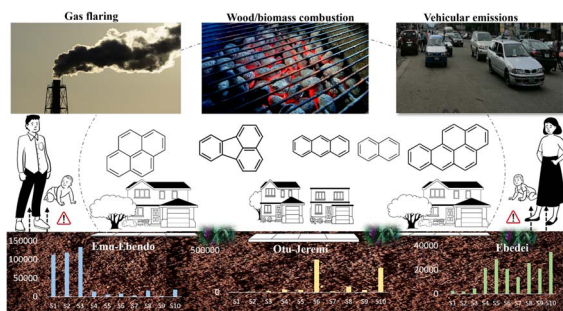 Gas flaring
Wood/biomass combustion
Vehicular emissions
Emu-Ebendo
150000
100000
50000
0
S1 S2 S3 S4 S5 S6 S7 S8 S9 S10
Otu-Jeremi
500000
0
S1 S2 S3 S4 S5 S6 S7 S8 S9 S10
Ebedei
40000
20000
0
S1 S2 S3 S4 S5 S6 S7 S8 S9 S10